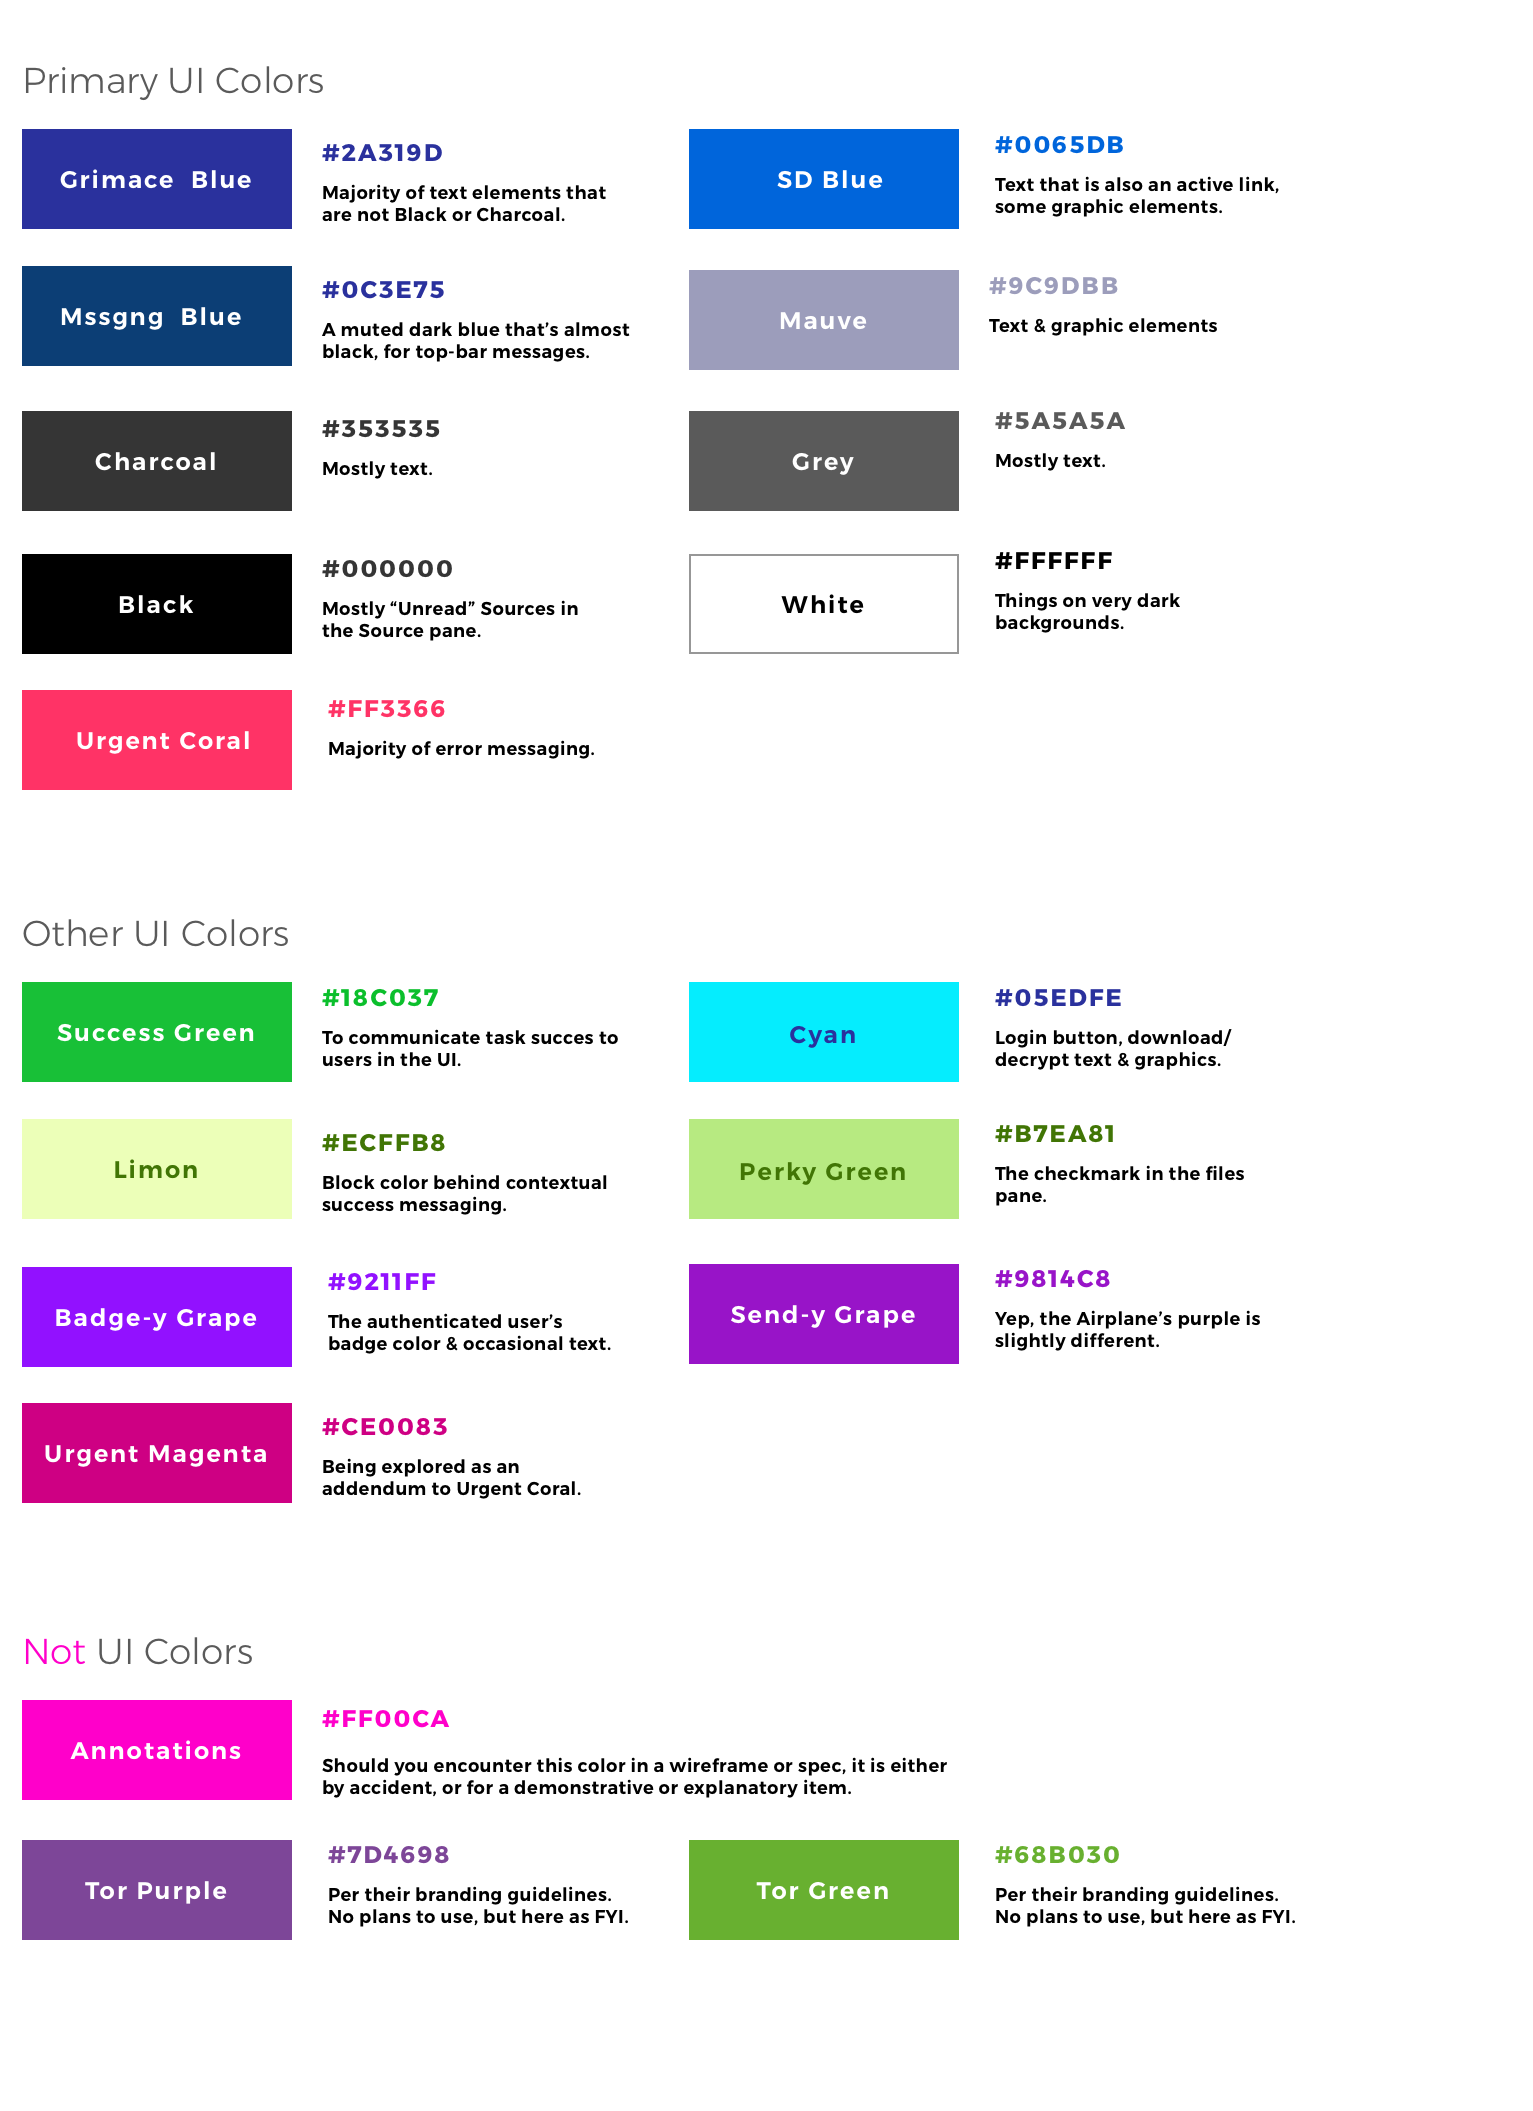 Primary UI Colors
Grimace Blue
#2A319D
Majority of text elements that
are not Black or Charcoal.
SD Blue
#0065DB
Text that is also an active link,
some graphic elements.
Mssgng Blue
#0C3E75
A muted dark blue that’s almost
black, for top-bar messages.
Mauve
#9C9DBB
Text & graphic elements
Charcoal
#353535
Mostly text.
Grey
#5A5A5A
Mostly text.
Black
#000000
Mostly “Unread” Sources in
the Source pane.
White
#FFFFFF
Things on very dark
backgrounds.
Urgent Coral
#FF3366
Majority of error messaging.
Other UI Colors
Success Green
#18C037
To communicate task succes to
users in the UI.
Cyan
#05EDFE
Login button, download/
decrypt text & graphics.
Limon
#ECFFB8
Block color behind contextual
success messaging.
Perky Green
#B7EA81
The checkmark in the files
pane.
Badge-y Grape
#9211FF
The authenticated user’s
badge color & occasional text.
Send-y Grape
#9814C8
Yep, the Airplane’s purple is
slightly different.
Urgent Magenta
#CE0083
Being explored as an
addendum to Urgent Coral.
Not UI Colors
Annotations
#FF00CA
Should you encounter this color in a wireframe or spec, it is either
by accident, or for a demonstrative or explanatory item.
Tor Purple
#7D4698
Per their branding guidelines.
No plans to use, but here as FYI.
Tor Green
#68B030
Per their branding guidelines.
No plans to use, but here as FYI.